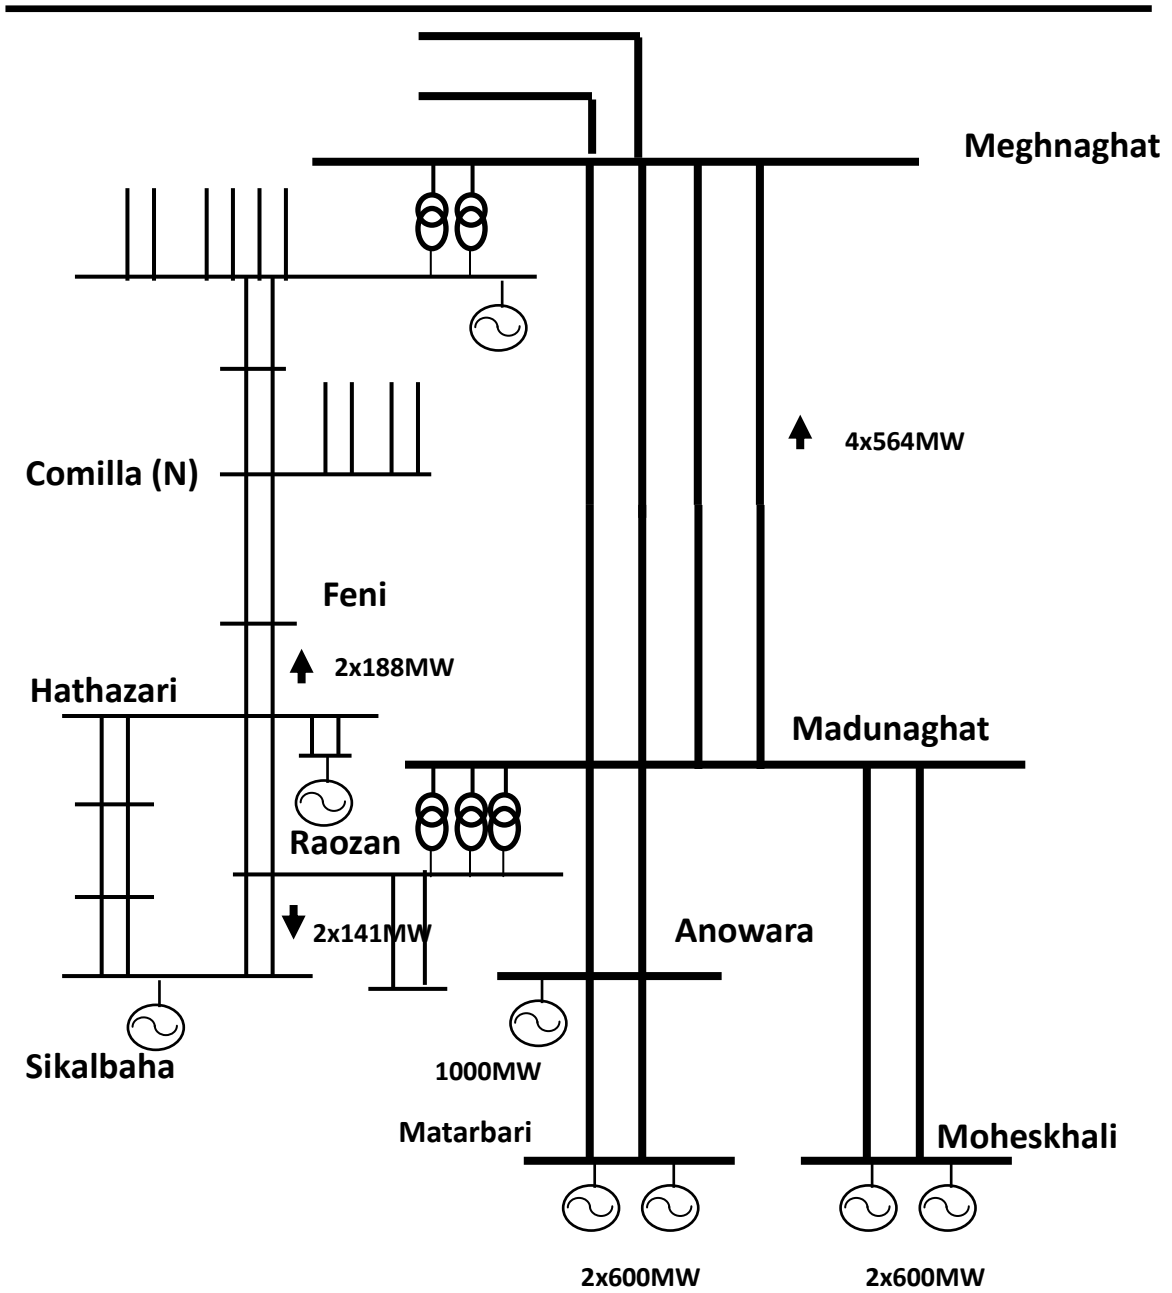 Meghnaghat
4x564MW
Comilla (N)
Feni
2x188MW
Hathazari
Madunaghat
Raozan
2x141MW
Anowara
Sikalbaha
1000MW
Matarbari
Moheskhali
2x600MW
2x600MW